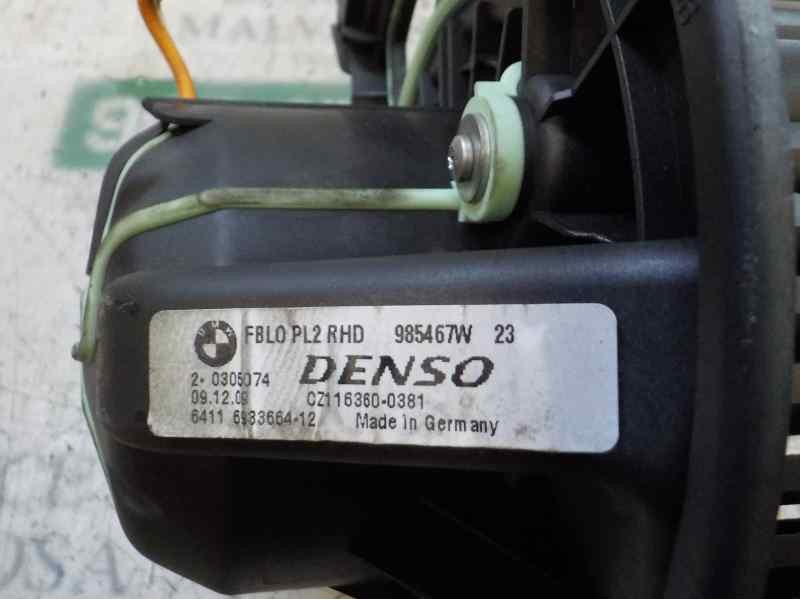 BMW
FBLO PL2 RHD 985467W 23
DENSO
2* 0305074
09.12.09 CZ116360-0381
6411 6933664-12 Made in Germany